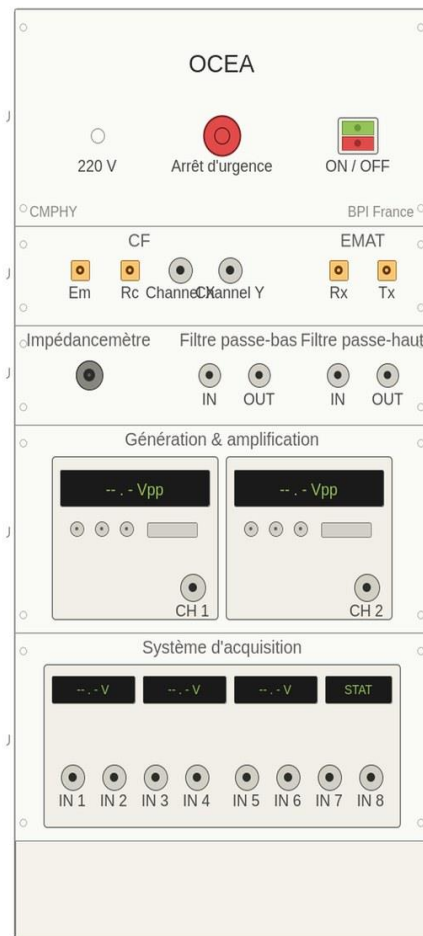 OCEA
220 V Arrêt d'urgence ON / OFF
CMPHY BPI France
CF EMAT
Em Rc Channel X Channel Y Rx Tx
Impédancemètre Filtre passe-bas Filtre passe-haut
IN OUT IN OUT
Génération & amplification
-- . - Vpp -- . - Vpp
CH 1 CH 2
Système d'acquisition
-- . - V -- . - V -- . - V STAT
IN 1 IN 2 IN 3 IN 4 IN 5 IN 6 IN 7 IN 8